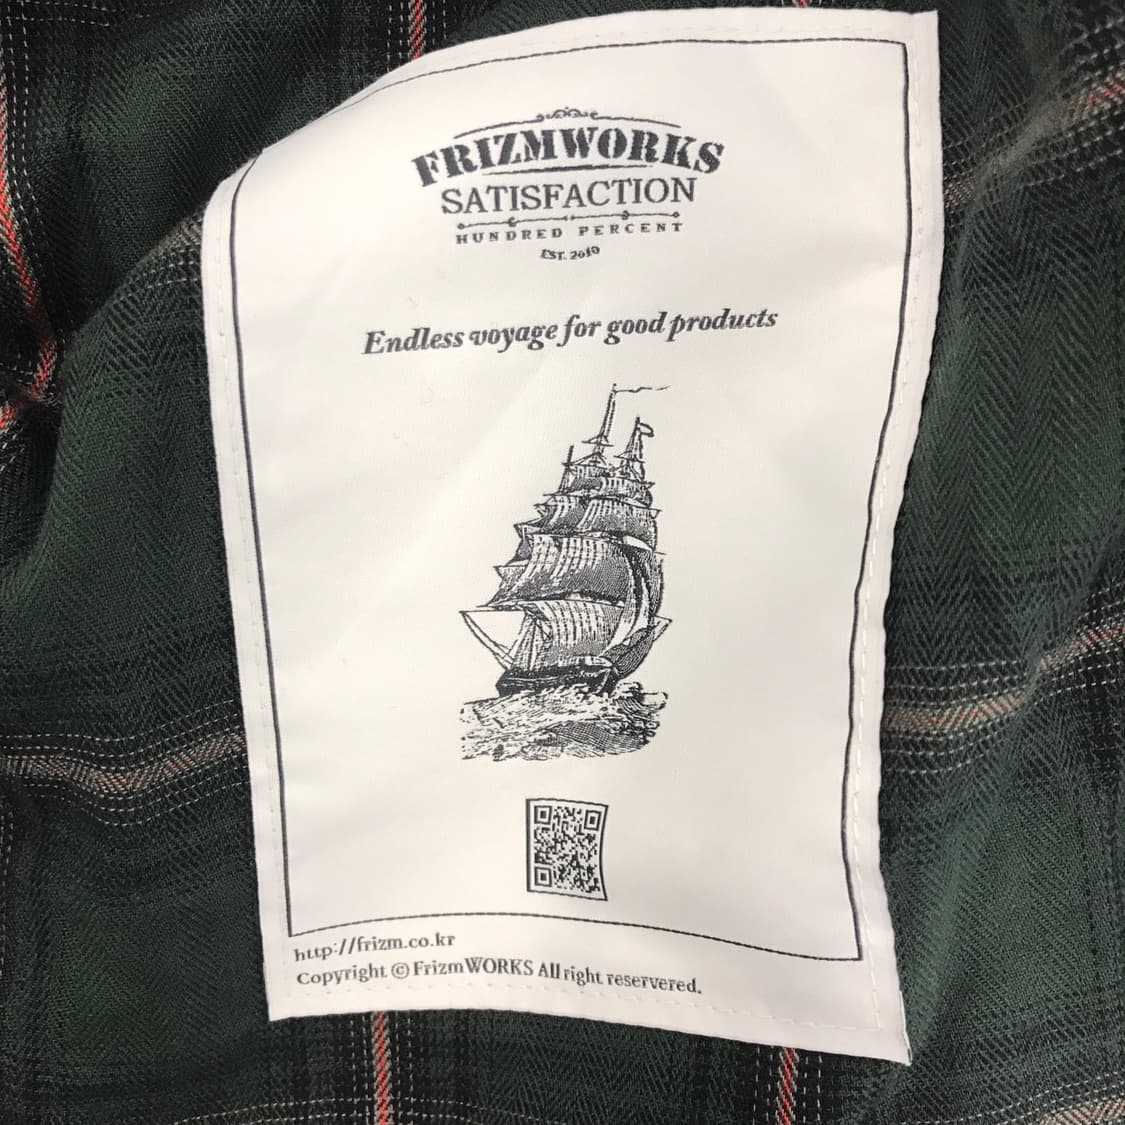 FRIZMWORKS
SATISFACTION
HUNDRED PERCENT
EST. 2010
Endless voyage for good products
http://frizm.co.kr
Copyright © FrizmWORKS All right reservered.